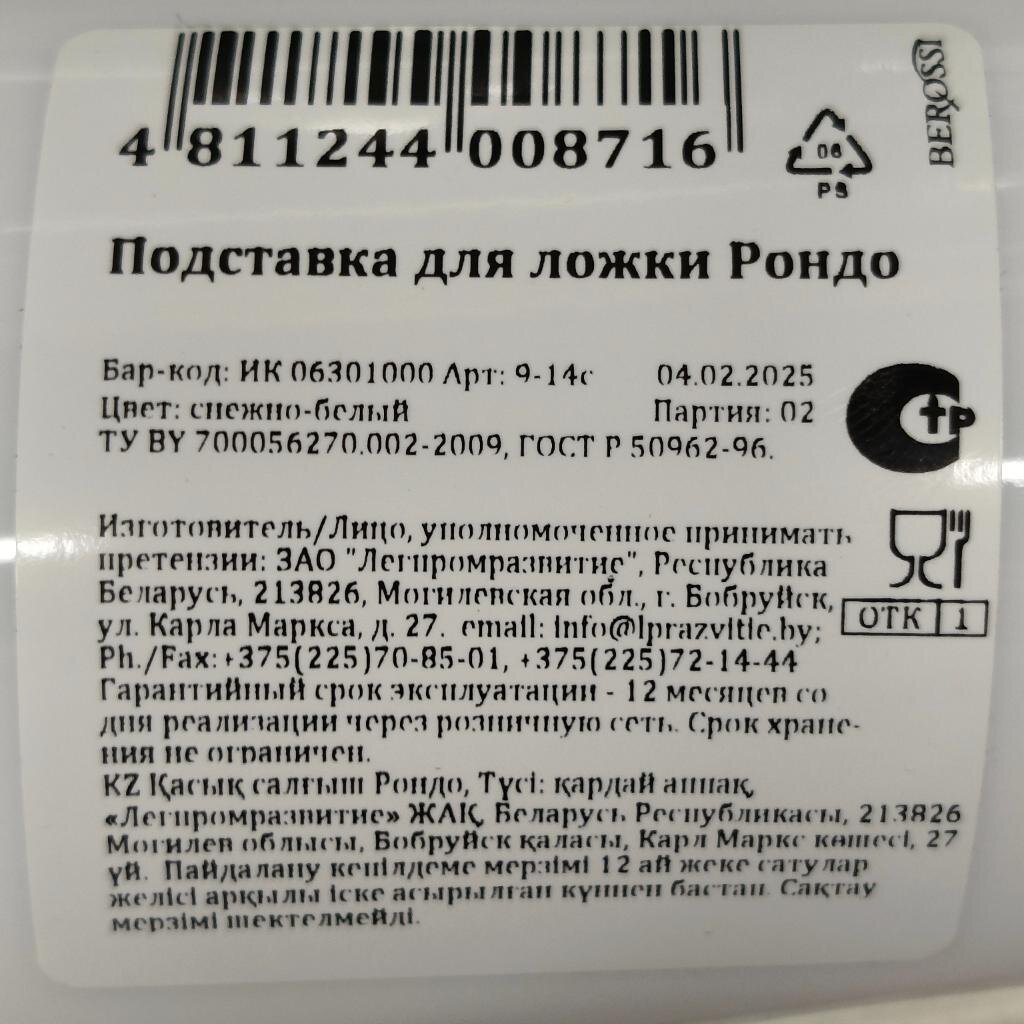 4 811244 008716
06
PS
BEROSSI
Подставка для ложки Рондо
Бар-код: ИК 06301000 Арт: 9-14с 04.02.2025
Цвет: снежно-белый Партия: 02
ТУ BY 700056270.002-2009, ГОСТ Р 50962-96.
Стр
Изготовитель/Лицо, уполномоченное принимать
претензии: ЗАО "Легпромразвитие", Республика
Беларусь, 213826, Могилевская обл., г. Бобруйск,
ул. Карла Маркса, д. 27. email: info@lprazvitie.by;
ОТК 1
Ph./Fax:+375(225)70-85-01, +375(225)72-14-44
Гарантийный срок эксплуатации - 12 месяцев со
дня реализации через розничную сеть. Срок хране-
ния не ограничен.
KZ Қасық салғыш Рондо, Түсі: қардай аппақ,
«Легпромразвитие» ЖАҚ, Беларусь Республикасы, 213826
Могилев облысы, Бобруйск қаласы, Карл Маркс көшесі, 27
үй. Пайдалану кепілдеме мерзімі 12 ай жеке сатулар
желісі арқылы іске асырылған күннен бастап. Сақтау
мерзімі шектелмейді.